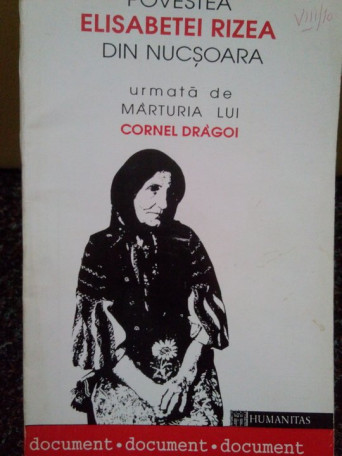 POVESTEA
ELISABETEI RIZEA
DIN NUCȘOARA
urmată de
MĂRTURIA LUI
CORNEL DRĂGOI
HUMANITAS
document • document • document